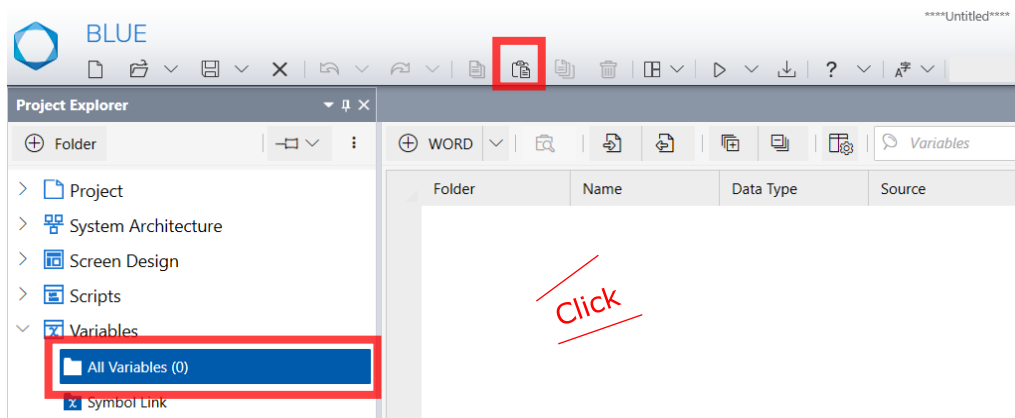 ****Untitled****
BLUE
?
Project Explorer
Folder
WORD
Variables
Folder Name Data Type Source
Project
System Architecture
Screen Design
Scripts
Variables
All Variables (0)
Symbol Link
Click